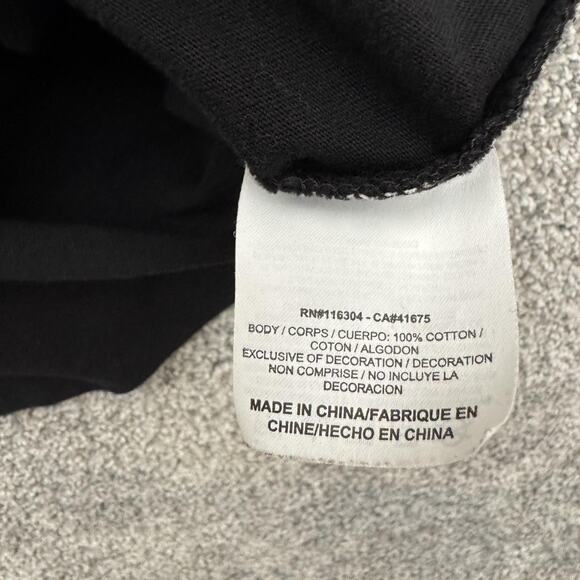 RN#116304 - CA#41675
BODY / CORPS / CUERPO: 100% COTTON /
COTON / ALGODON
EXCLUSIVE OF DECORATION / DECORATION
NON COMPRISE / NO INCLUYE LA
DECORACION
MADE IN CHINA/FABRIQUE EN
CHINE/HECHO EN CHINA